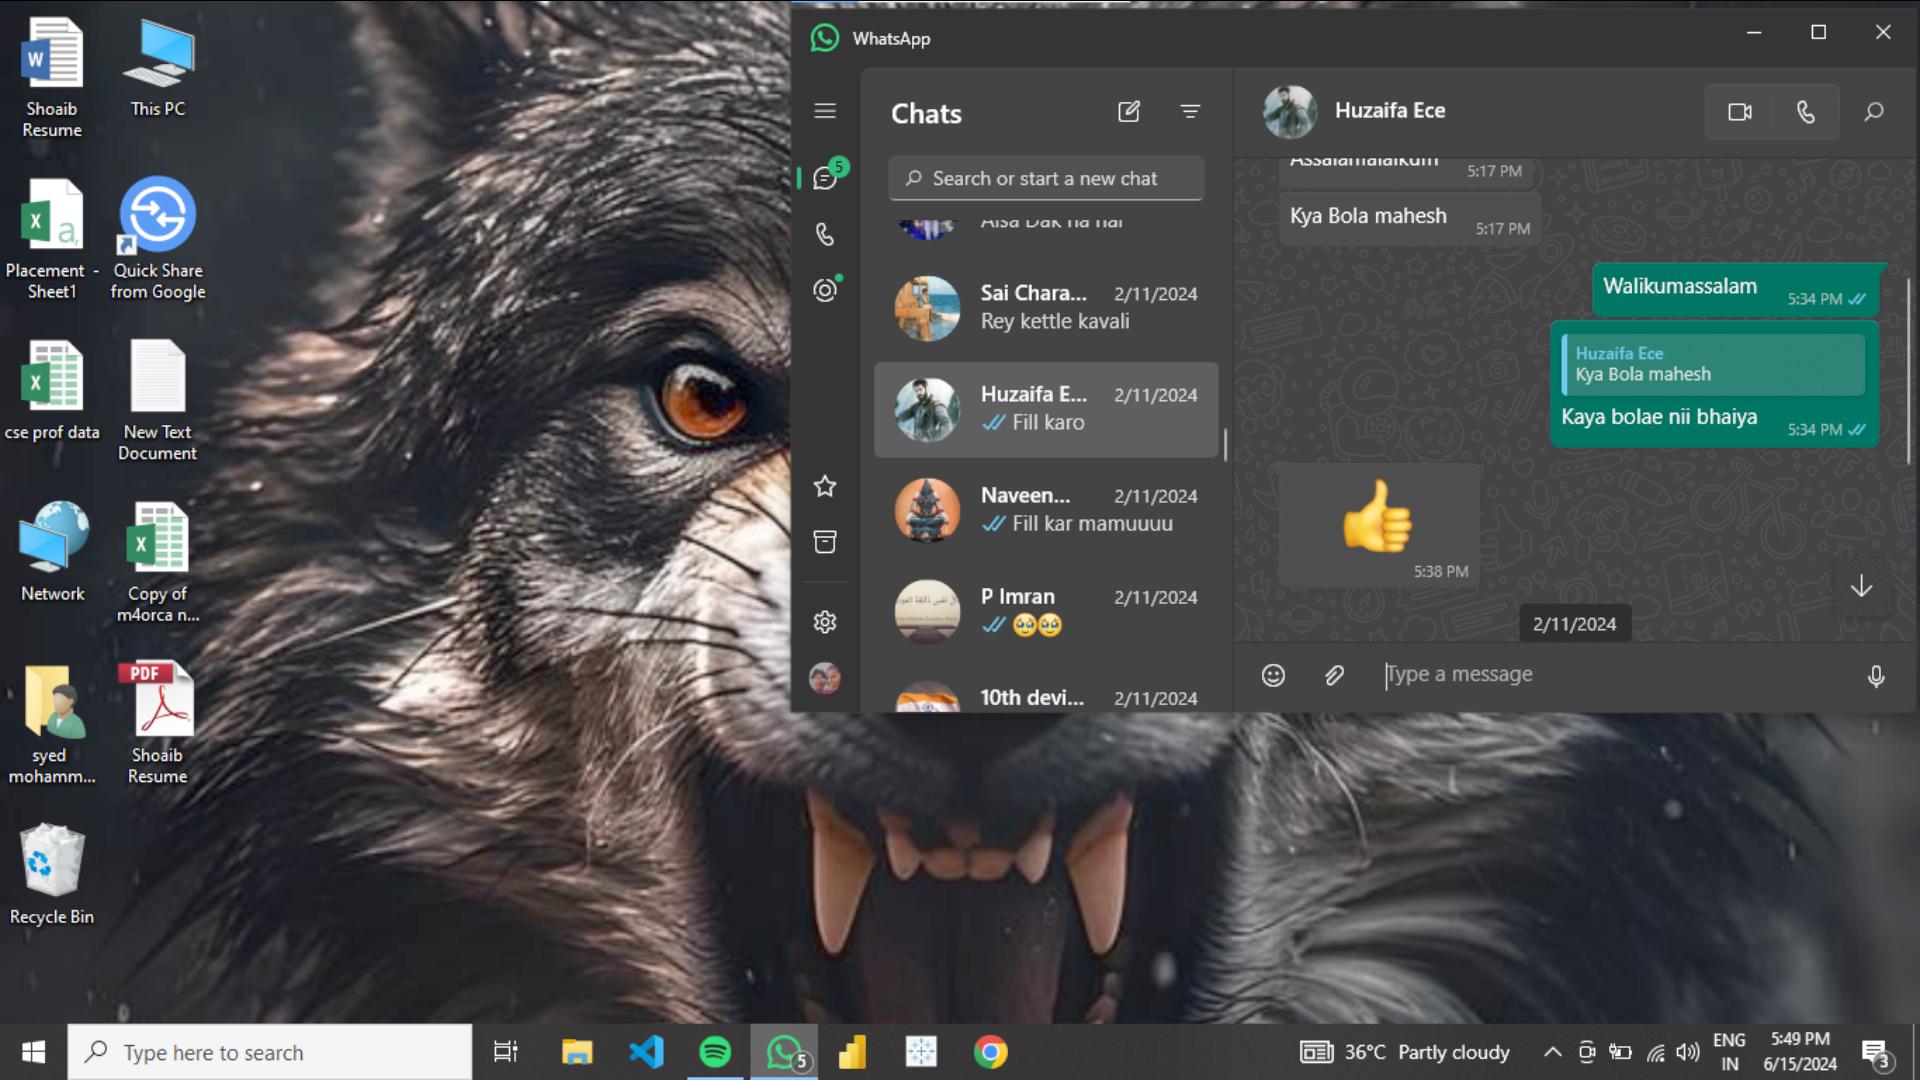 Shoaib
Resume
This PC
Placement -
Sheet1
Quick Share
from Google
cse prof data
New Text
Document
Network
Copy of
m4orca n...
syed
mohamm...
Shoaib
Resume
Recycle Bin
WhatsApp
5
Chats
Search or start a new chat
Aisa Dak na hai
Sai Chara... 2/11/2024
Rey kettle kavali
Huzaifa E... 2/11/2024
Fill karo
Naveen... 2/11/2024
Fill kar mamuuuu
P Imran 2/11/2024
🥹🥹
10th devi... 2/11/2024
Huzaifa Ece
Assalamalaikum 5:17 PM
Kya Bola mahesh 5:17 PM
Walikumassalam 5:34 PM
Huzaifa Ece
Kya Bola mahesh
Kaya bolae nii bhaiya 5:34 PM
👍
5:38 PM
2/11/2024
Type a message
Type here to search
5
36°C Partly cloudy
ENG
IN
5:49 PM
6/15/2024
3